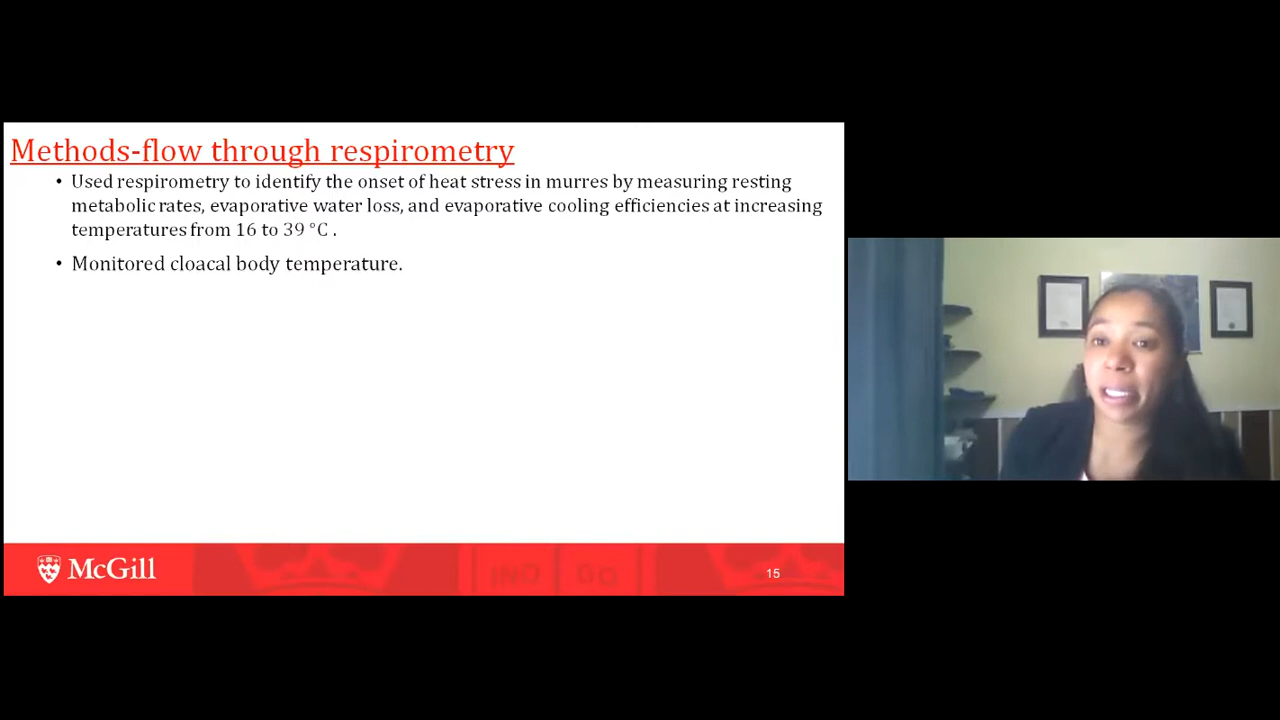 Methods-flow through respirometry
• Used respirometry to identify the onset of heat stress in murres by measuring resting
metabolic rates, evaporative water loss, and evaporative cooling efficiencies at increasing
temperatures from 16 to 39 °C .
• Monitored cloacal body temperature.
McGill
15